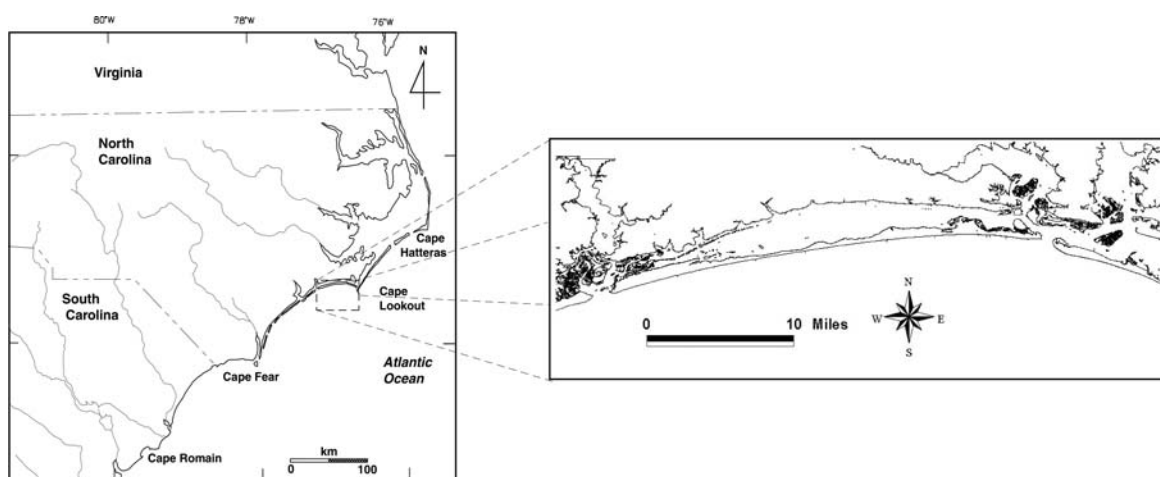 80°W
78°W
76°W
N
Virginia
North
Carolina
Cape
Hatteras
South
Carolina
Cape
Lookout
Cape Fear
Atlantic
Ocean
Cape Romain
km
0 100
N
W E
S
0 10 Miles